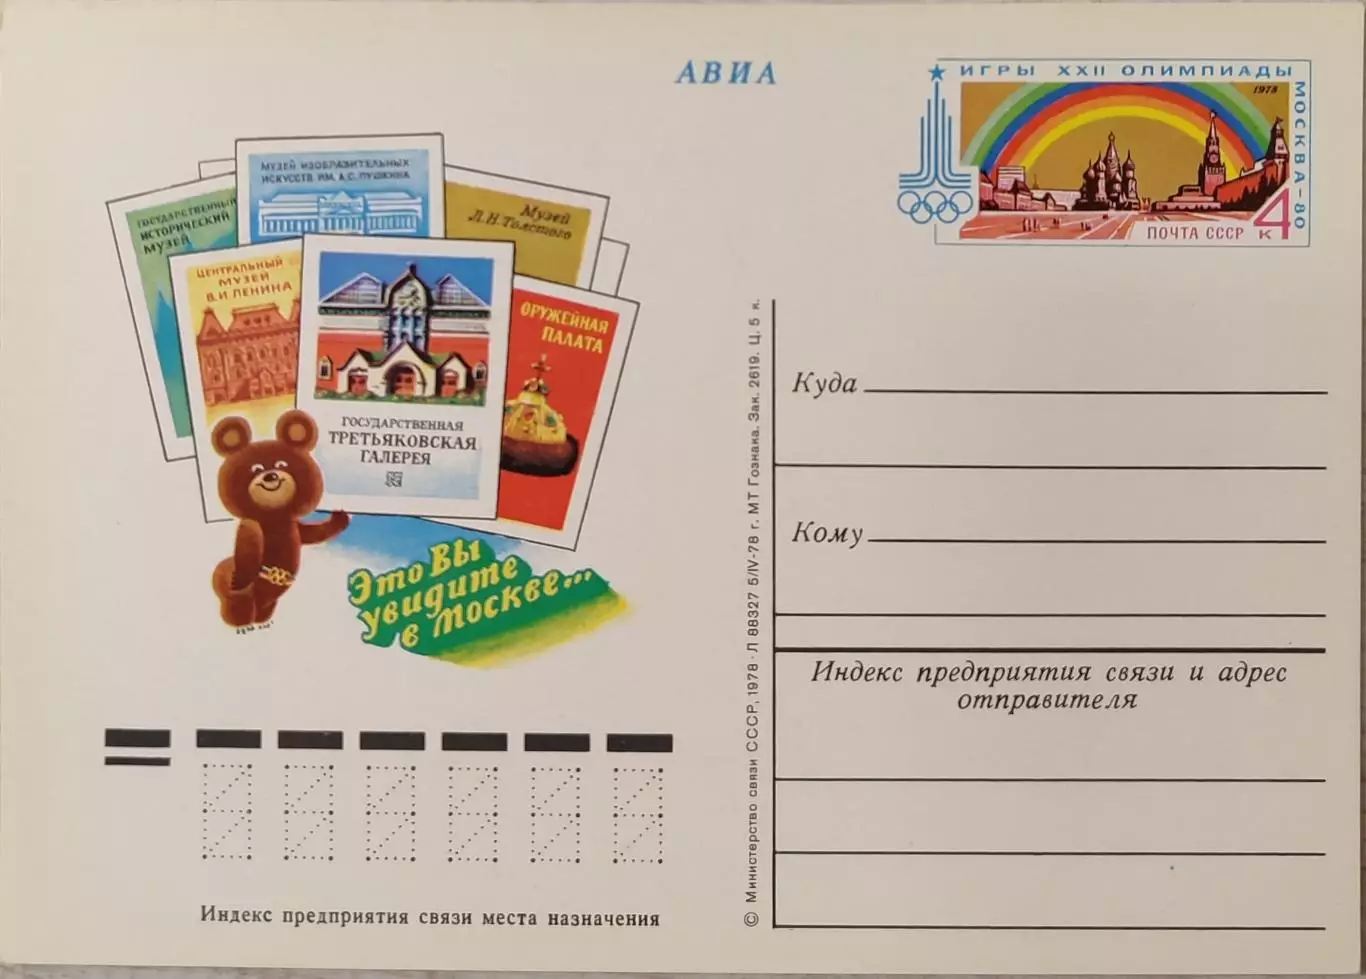 АВИА
ИГРЫ XXII ОЛИМПИАДЫ
МОСКВА-80
1978
ПОЧТА СССР
4
К
МУЗЕЙ ИЗОБРАЗИТЕЛЬНЫХ
ИСКУССТВ ИМ. А.С. ПУШКИНА
ГОСУДАРСТВЕННЫЙ
ИСТОРИЧЕСКИЙ
МУЗЕЙ
Музей
Л.Н.Толстого
ЦЕНТРАЛЬНЫЙ
МУЗЕЙ
В.И ЛЕНИНА
ОРУЖЕЙНАЯ
ПАЛАТА
ГОСУДАРСТВЕННАЯ
ТРЕТЬЯКОВСКАЯ
ГАЛЕРЕЯ
Это Вы
увидите
в Москве...
Куда
Кому
Индекс предприятия связи и адрес
отправителя
Индекс предприятия связи места назначения
© Министерство связи СССР, 1978. Л 88327 5/IV-78 г. МТ Гознака. Зак. 2619. Ц. 5 к.